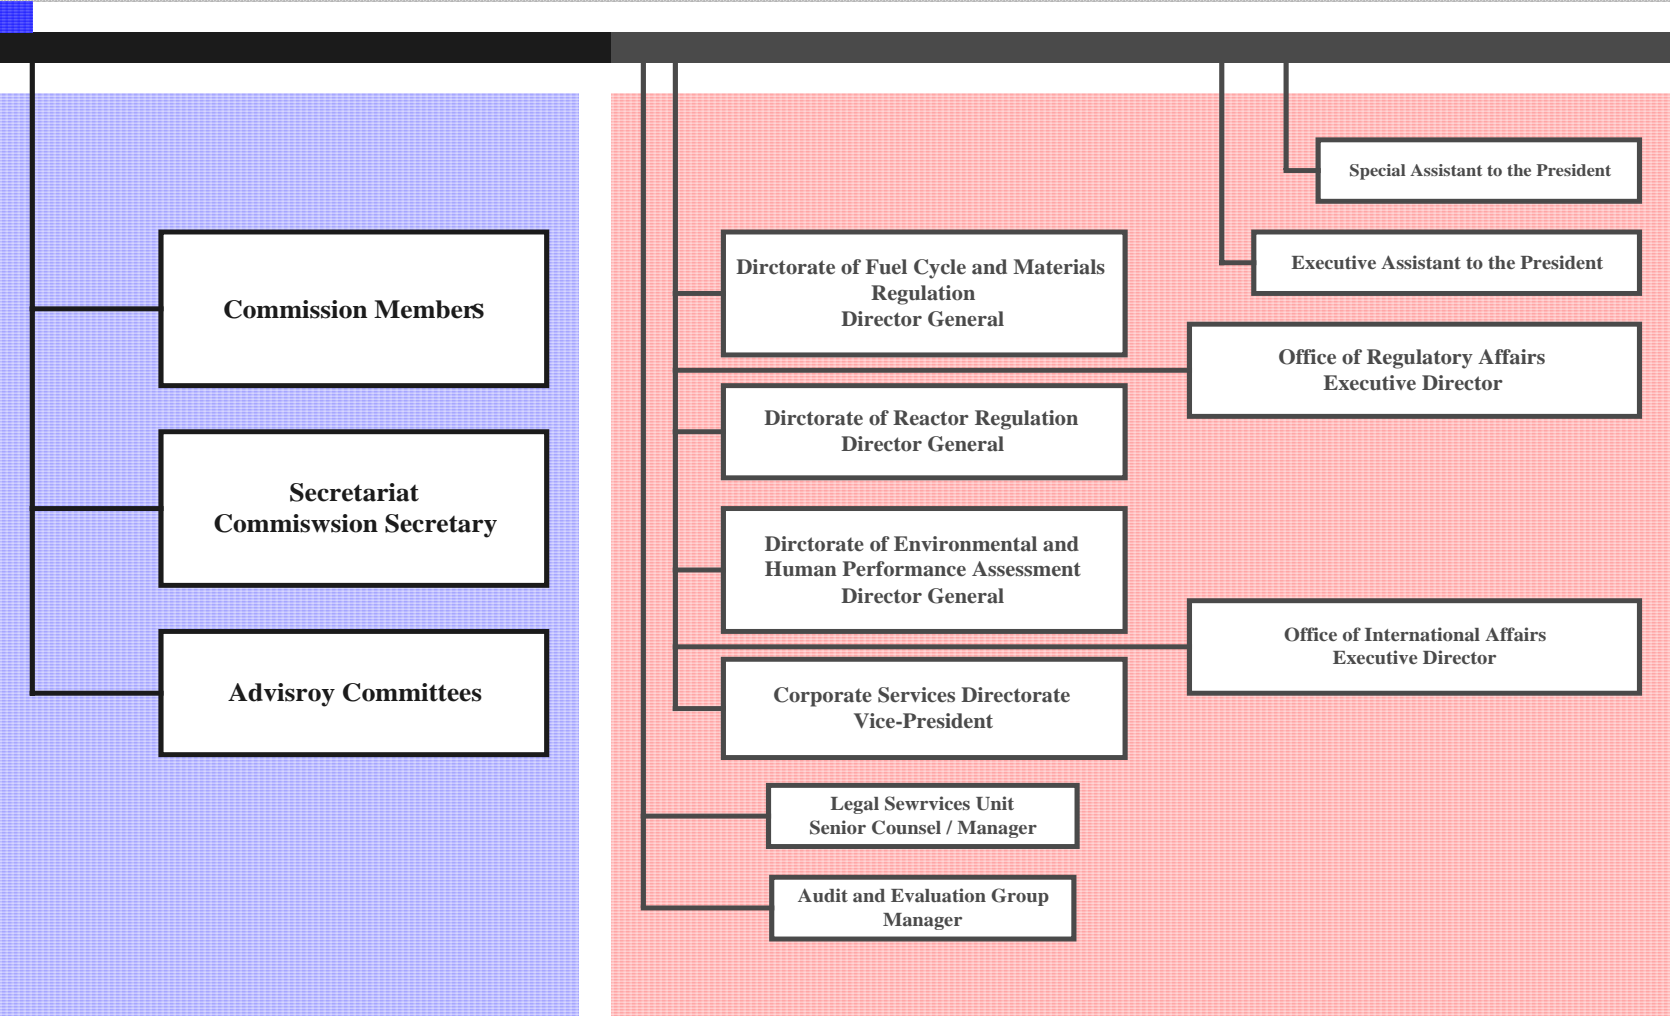 Commission Members
Secretariat
Commiswsion Secretary
Advisroy Committees
Dirctorate of Fuel Cycle and Materials
Regulation
Director General
Dirctorate of Reactor Regulation
Director General
Dirctorate of Environmental and
Human Performance Assessment
Director General
Corporate Services Directorate
Vice-President
Legal Sewrvices Unit
Senior Counsel / Manager
Audit and Evaluation Group
Manager
Special Assistant to the President
Executive Assistant to the President
Office of Regulatory Affairs
Executive Director
Office of International Affairs
Executive Director